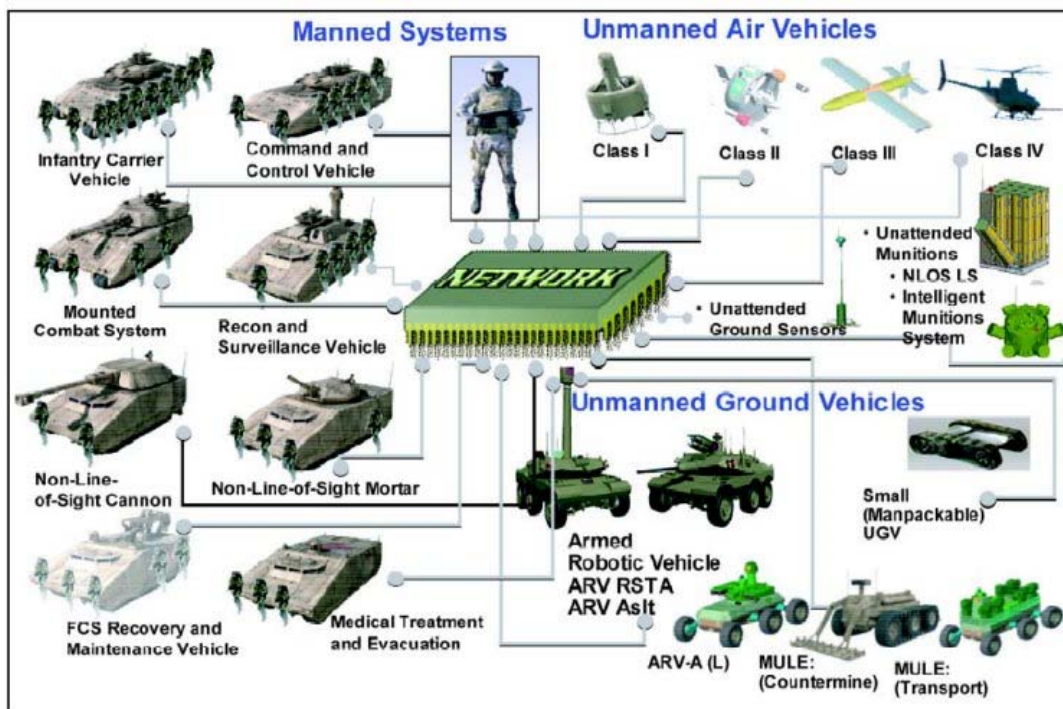 Manned Systems
Unmanned Air Vehicles
Infantry Carrier
Vehicle
Command and
Control Vehicle
Class I
Class II
Class III
Class IV
Mounted
Combat System
Recon and
Surveillance Vehicle
NETWORK
• Unattended
Ground Sensors
• Unattended
Munitions
• NLOS LS
• Intelligent
Munitions
System
Unmanned Ground Vehicles
Non-Line-
of-Sight Cannon
Non-Line-of-Sight Mortar
Small
(Manpackable)
UGV
Armed
Robotic Vehicle
ARV RSTA
ARV Aslt
FCS Recovery and
Maintenance Vehicle
Medical Treatment
and Evacuation
ARV-A (L)
MULE:
(Countermine)
MULE:
(Transport)